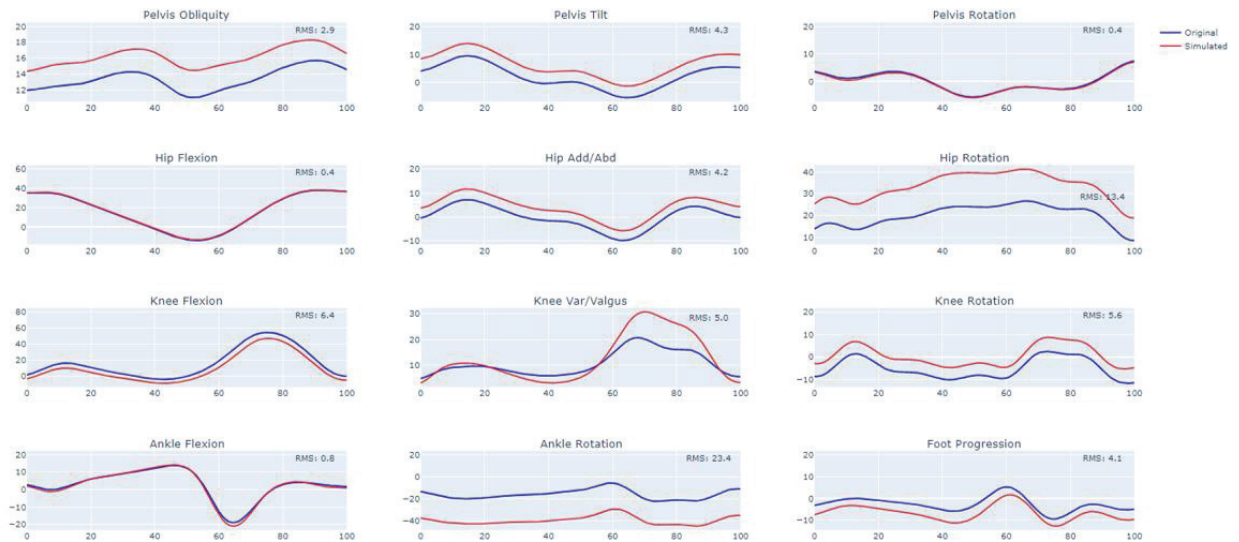 Pelvis Obliquity
Pelvis Tilt
Pelvis Rotation
20
18
16
14
12
RMS: 2.9
0 20 40 60 80 100
20
10
0
RMS: 4.3
0 20 40 60 80 100
20
10
0
RMS: 0.4
0 20 40 60 80 100
Original
Simulated
Hip Flexion
Hip Add/Abd
Hip Rotation
60
40
20
0
RMS: 0.4
0 20 40 60 80 100
20
10
0
−10
RMS: 4.2
0 20 40 60 80 100
40
30
20
10
RMS: 13.4
0 20 40 60 80 100
Knee Flexion
Knee Var/Valgus
Knee Rotation
80
60
40
20
0
RMS: 6.4
0 20 40 60 80 100
30
20
10
RMS: 5.0
0 20 40 60 80 100
20
10
0
−10
RMS: 5.6
0 20 40 60 80 100
Ankle Flexion
Ankle Rotation
Foot Progression
20
10
0
−10
−20
RMS: 0.8
0 20 40 60 80 100
20
0
−20
−40
RMS: 23.4
0 20 40 60 80 100
20
10
0
−10
RMS: 4.1
0 20 40 60 80 100